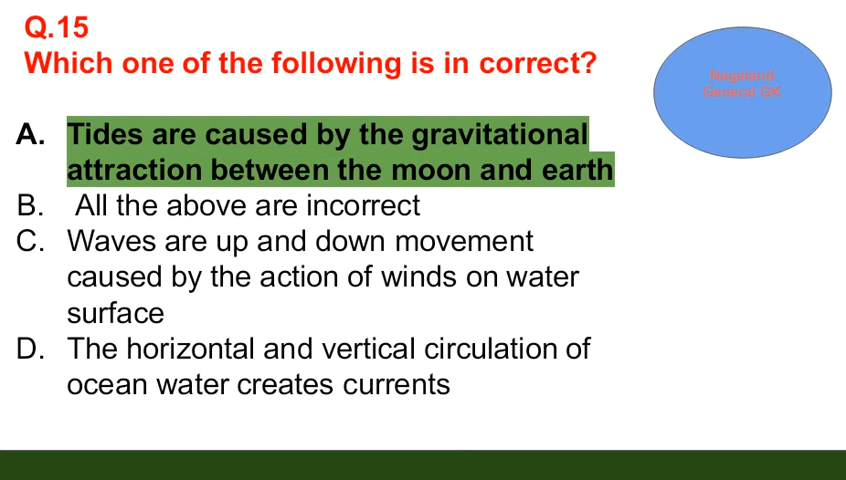 Q.15
Which one of the following is in correct?
Nagaland
General GK
A. Tides are caused by the gravitational
attraction between the moon and earth
B. All the above are incorrect
C. Waves are up and down movement
caused by the action of winds on water
surface
D. The horizontal and vertical circulation of
ocean water creates currents